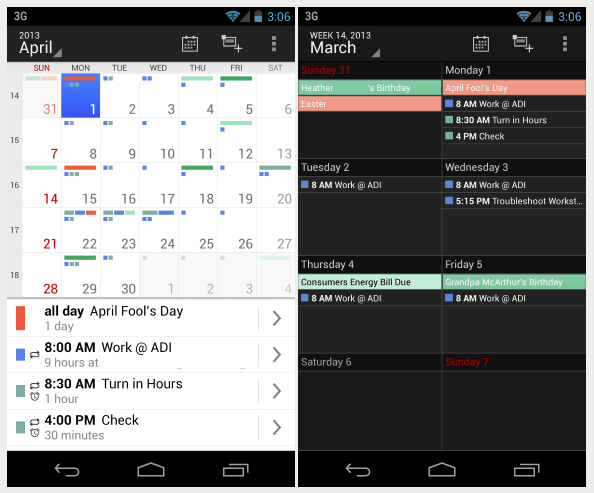 3G 3:06
2013
April
SUN MON TUE WED THU FRI SAT
14 31 1 2 3 4 5 6
15 7 8 9 10 11 12 13
16 14 15 16 17 18 19 20
17 21 22 23 24 25 26 27
18 28 29 30 1 2 3 4
all day April Fool's Day
1 day
8:00 AM Work @ ADI
9 hours at
8:30 AM Turn in Hours
1 hour
4:00 PM Check
30 minutes
3G 3:06
WEEK 14, 2013
March
Sunday 31
Heather 's Birthday
Easter
Monday 1
April Fool's Day
8 AM Work @ ADI
8:30 AM Turn in Hours
4 PM Check
Tuesday 2
8 AM Work @ ADI
Wednesday 3
8 AM Work @ ADI
5:15 PM Troubleshoot Workst...
Thursday 4
Consumers Energy Bill Due
8 AM Work @ ADI
Friday 5
Grandpa McArthur's Birthday
8 AM Work @ ADI
Saturday 6
Sunday 7